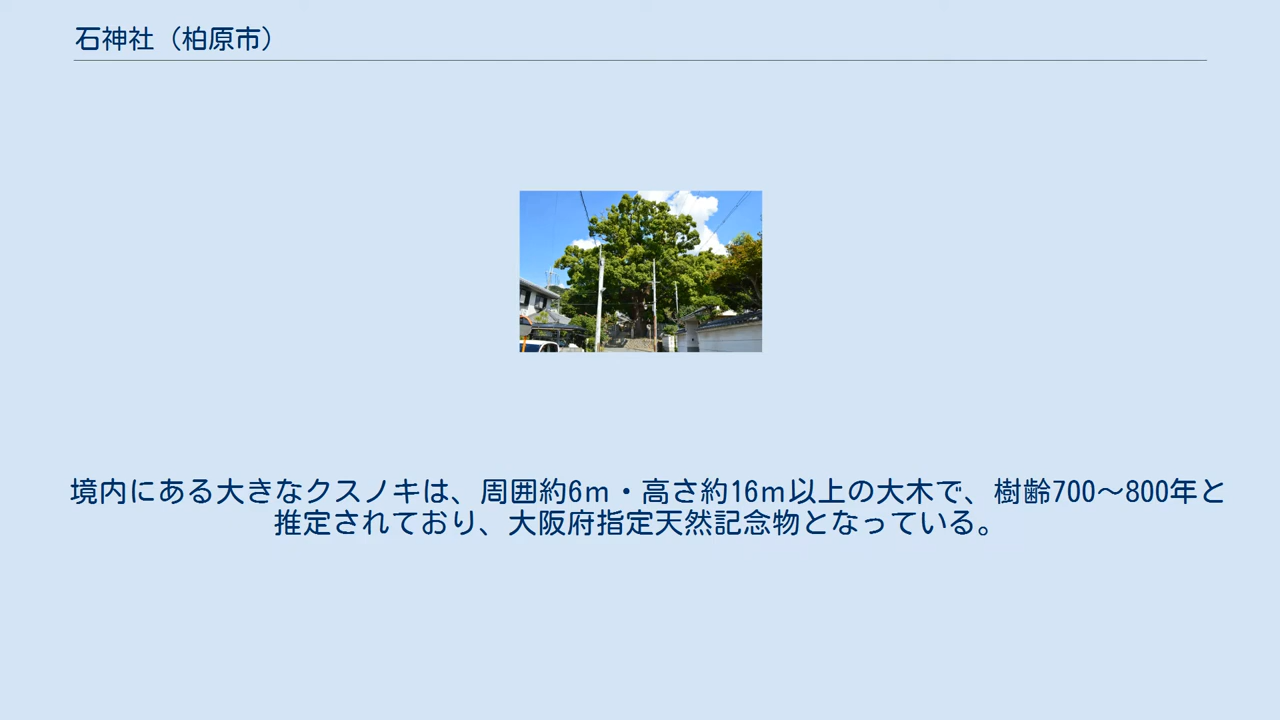 石神社（柏原市）
境内にある大きなクスノキは、周囲約6ｍ・高さ約16ｍ以上の大木で、樹齢700～800年と
推定されており、大阪府指定天然記念物となっている。